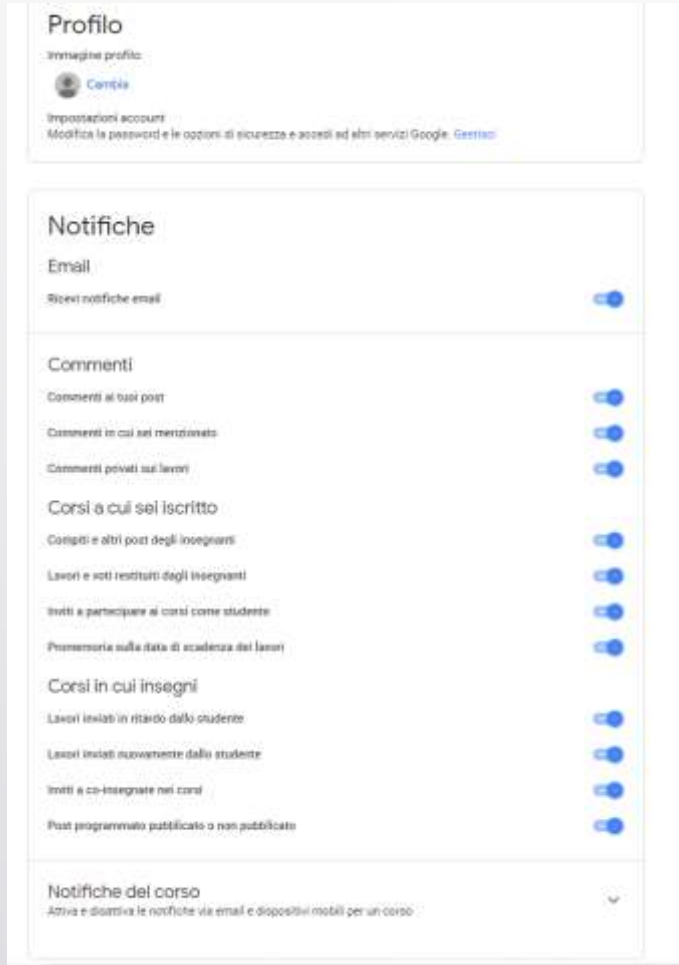 Profilo
Immagine profilo
Cambia
Impostazioni account
Modifica la password e le opzioni di sicurezza e accedi ad altri servizi Google. Gestisci
Notifiche
Email
Ricevi notifiche email
Commenti
Commenti ai tuoi post
Commenti in cui sei menzionato
Commenti privati sui lavori
Corsi a cui sei iscritto
Compiti e altri post degli insegnanti
Lavori e voti restituiti dagli insegnanti
Inviti a partecipare ai corsi come studente
Promemoria sulla data di scadenza dei lavori
Corsi in cui insegni
Lavori inviati in ritardo dallo studente
Lavori inviati nuovamente dallo studente
Inviti a co-insegnare nei corsi
Post programmato pubblicato o non pubblicato
Notifiche del corso
Attiva e disattiva le notifiche via email e dispositivi mobili per un corso